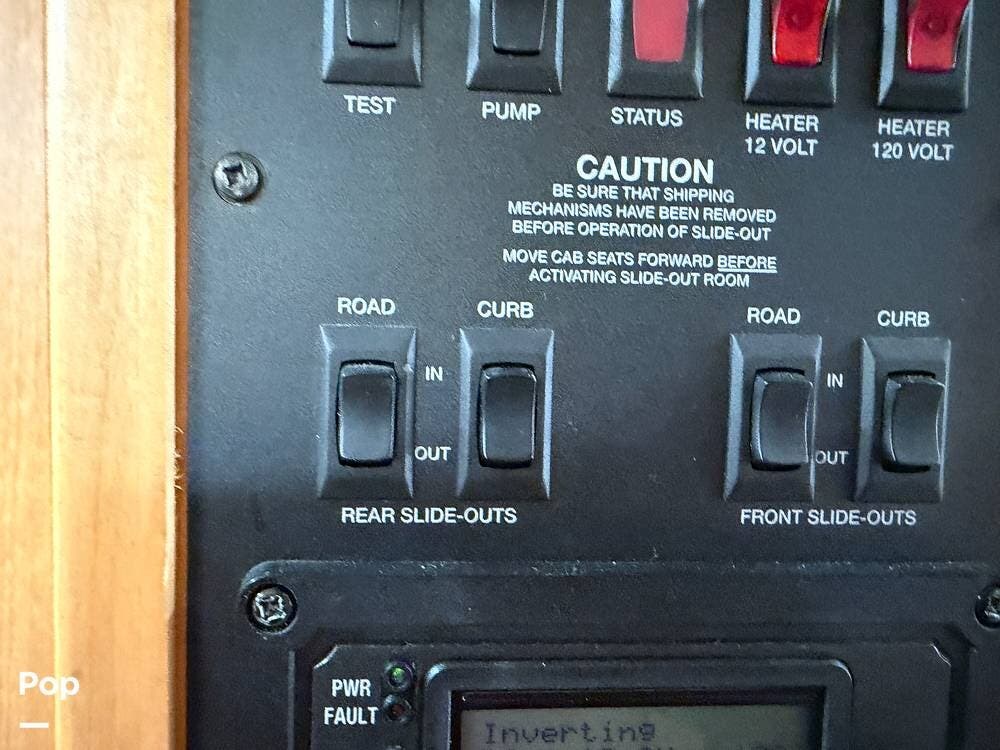 TEST
PUMP
STATUS
HEATER
12 VOLT
HEATER
120 VOLT
CAUTION
BE SURE THAT SHIPPING
MECHANISMS HAVE BEEN REMOVED
BEFORE OPERATION OF SLIDE-OUT
MOVE CAB SEATS FORWARD BEFORE
ACTIVATING SLIDE-OUT ROOM
ROAD
CURB
IN
OUT
REAR SLIDE-OUTS
ROAD
CURB
IN
OUT
FRONT SLIDE-OUTS
PWR
FAULT
Inverting
Pop